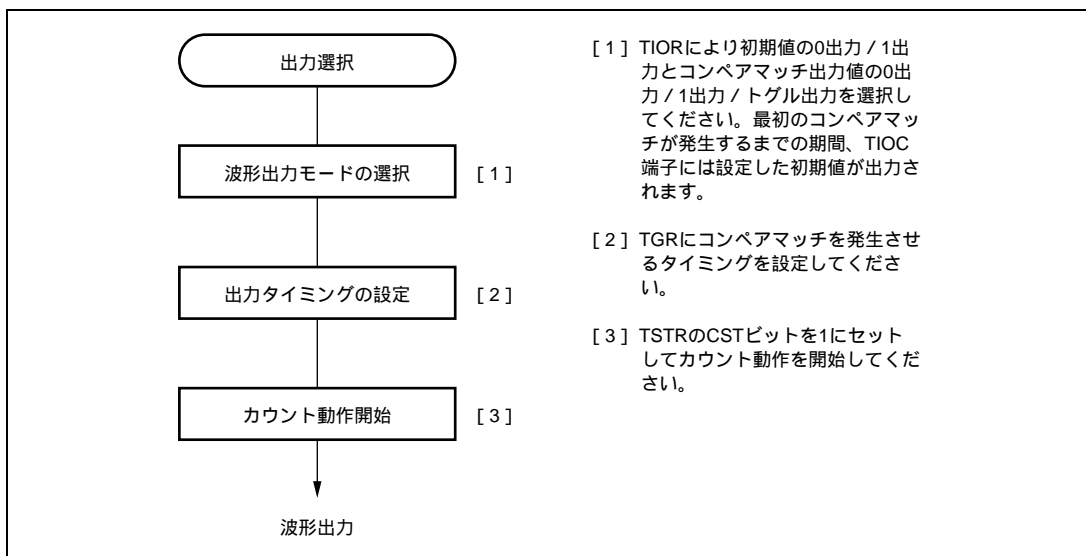 出力選択
波形出力モードの選択 [1]
出力タイミングの設定 [2]
カウント動作開始 [3]
波形出力
[1] TIORにより初期値の0出力/1出
力とコンペアマッチ出力値の0出
力/1出力/トグル出力を選択し
てください。最初のコンペアマッ
チが発生するまでの期間、TIOC
端子には設定した初期値が出力さ
れます。
[2] TGRにコンペアマッチを発生させ
るタイミングを設定してくださ
い。
[3] TSTRのCSTビットを1にセット
してカウント動作を開始してくだ
さい。